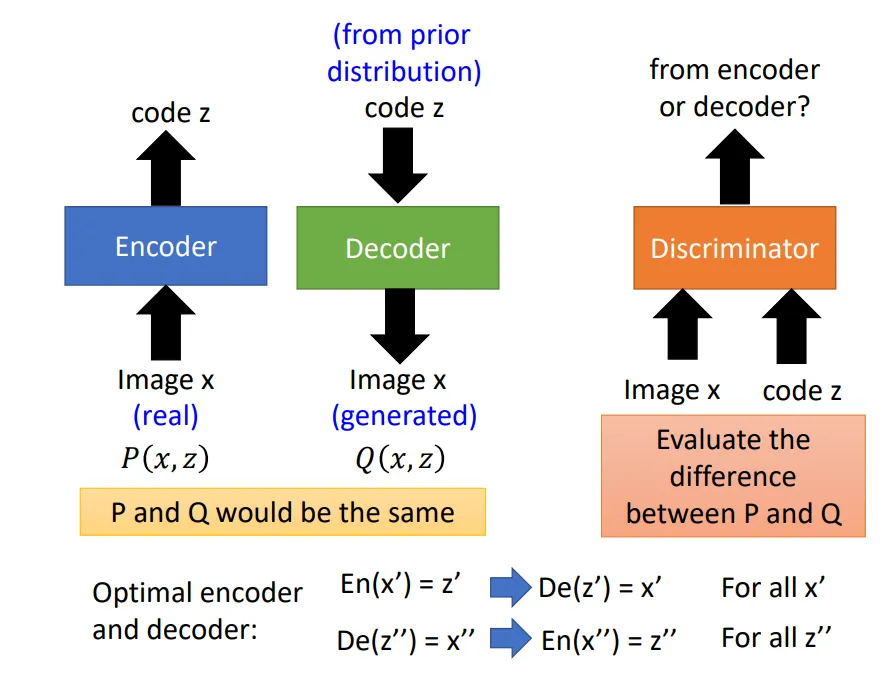 (from prior
distribution)
code z
code z
from encoder
or decoder?
Encoder
Decoder
Discriminator
Image x
(real)
P(x, z)
Image x
(generated)
Q(x, z)
Image x
code z
P and Q would be the same
Evaluate the
difference
between P and Q
Optimal encoder
and decoder:
En(x’) = z’
De(z’) = x’
For all x’
De(z’’) = x’’
En(x’’) = z’’
For all z’’